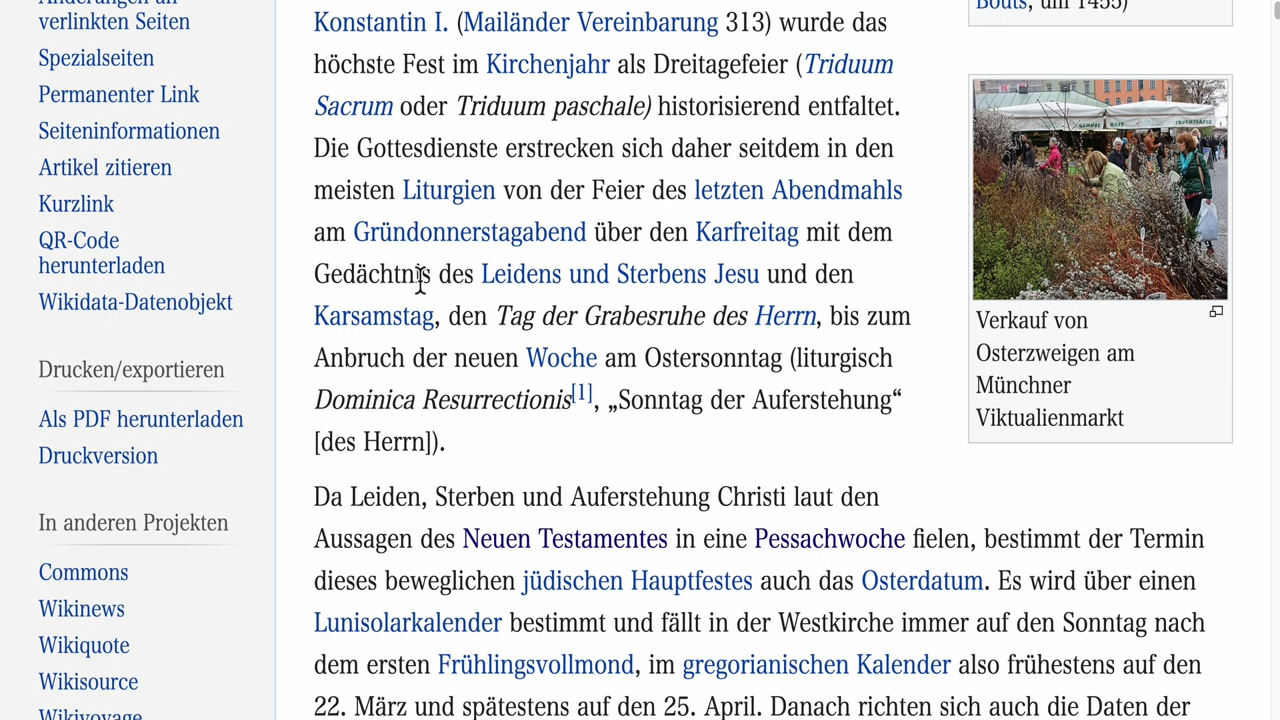 Änderungen an
verlinkten Seiten
Spezialseiten
Permanenter Link
Seiteninformationen
Artikel zitieren
Kurzlink
QR-Code
herunterladen
Wikidata-Datenobjekt
Drucken/exportieren
Als PDF herunterladen
Druckversion
In anderen Projekten
Commons
Wikinews
Wikiquote
Wikisource
Wikivoyage
Konstantin I. (Mailänder Vereinbarung 313) wurde das
höchste Fest im Kirchenjahr als Dreitagefeier (Triduum
Sacrum oder Triduum paschale) historisierend entfaltet.
Die Gottesdienste erstrecken sich daher seitdem in den
meisten Liturgien von der Feier des letzten Abendmahls
am Gründonnerstagabend über den Karfreitag mit dem
Gedächtnis des Leidens und Sterbens Jesu und den
Karsamstag, den Tag der Grabesruhe des Herrn, bis zum
Anbruch der neuen Woche am Ostersonntag (liturgisch
Dominica Resurrectionis[1], „Sonntag der Auferstehung“
[des Herrn]).
Da Leiden, Sterben und Auferstehung Christi laut den
Aussagen des Neuen Testamentes in eine Pessachwoche fielen, bestimmt der Termin
dieses beweglichen jüdischen Hauptfestes auch das Osterdatum. Es wird über einen
Lunisolarkalender bestimmt und fällt in der Westkirche immer auf den Sonntag nach
dem ersten Frühlingsvollmond, im gregorianischen Kalender also frühestens auf den
22. März und spätestens auf den 25. April. Danach richten sich auch die Daten der
Bouts, um 1455)
GEMÜSE OBST FRUCHTSÄFTE
Verkauf von
Osterzweigen am
Münchner
Viktualienmarkt